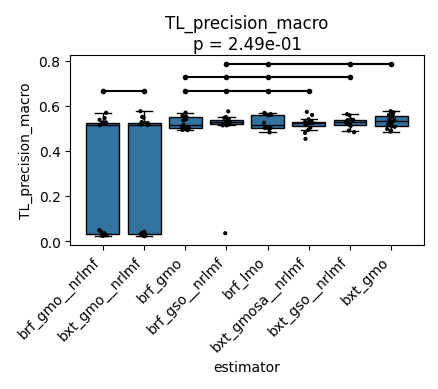 TL_precision_macro
p = 2.49e-01
TL_precision_macro
0.8
0.6
0.4
0.2
0.0
brf_gmo__nrlmf
bxt_gmo__nrlmf
brf_gmo
brf_gso__nrlmf
brf_lmo
bxt_gmosa__nrlmf
bxt_gso__nrlmf
bxt_gmo
estimator